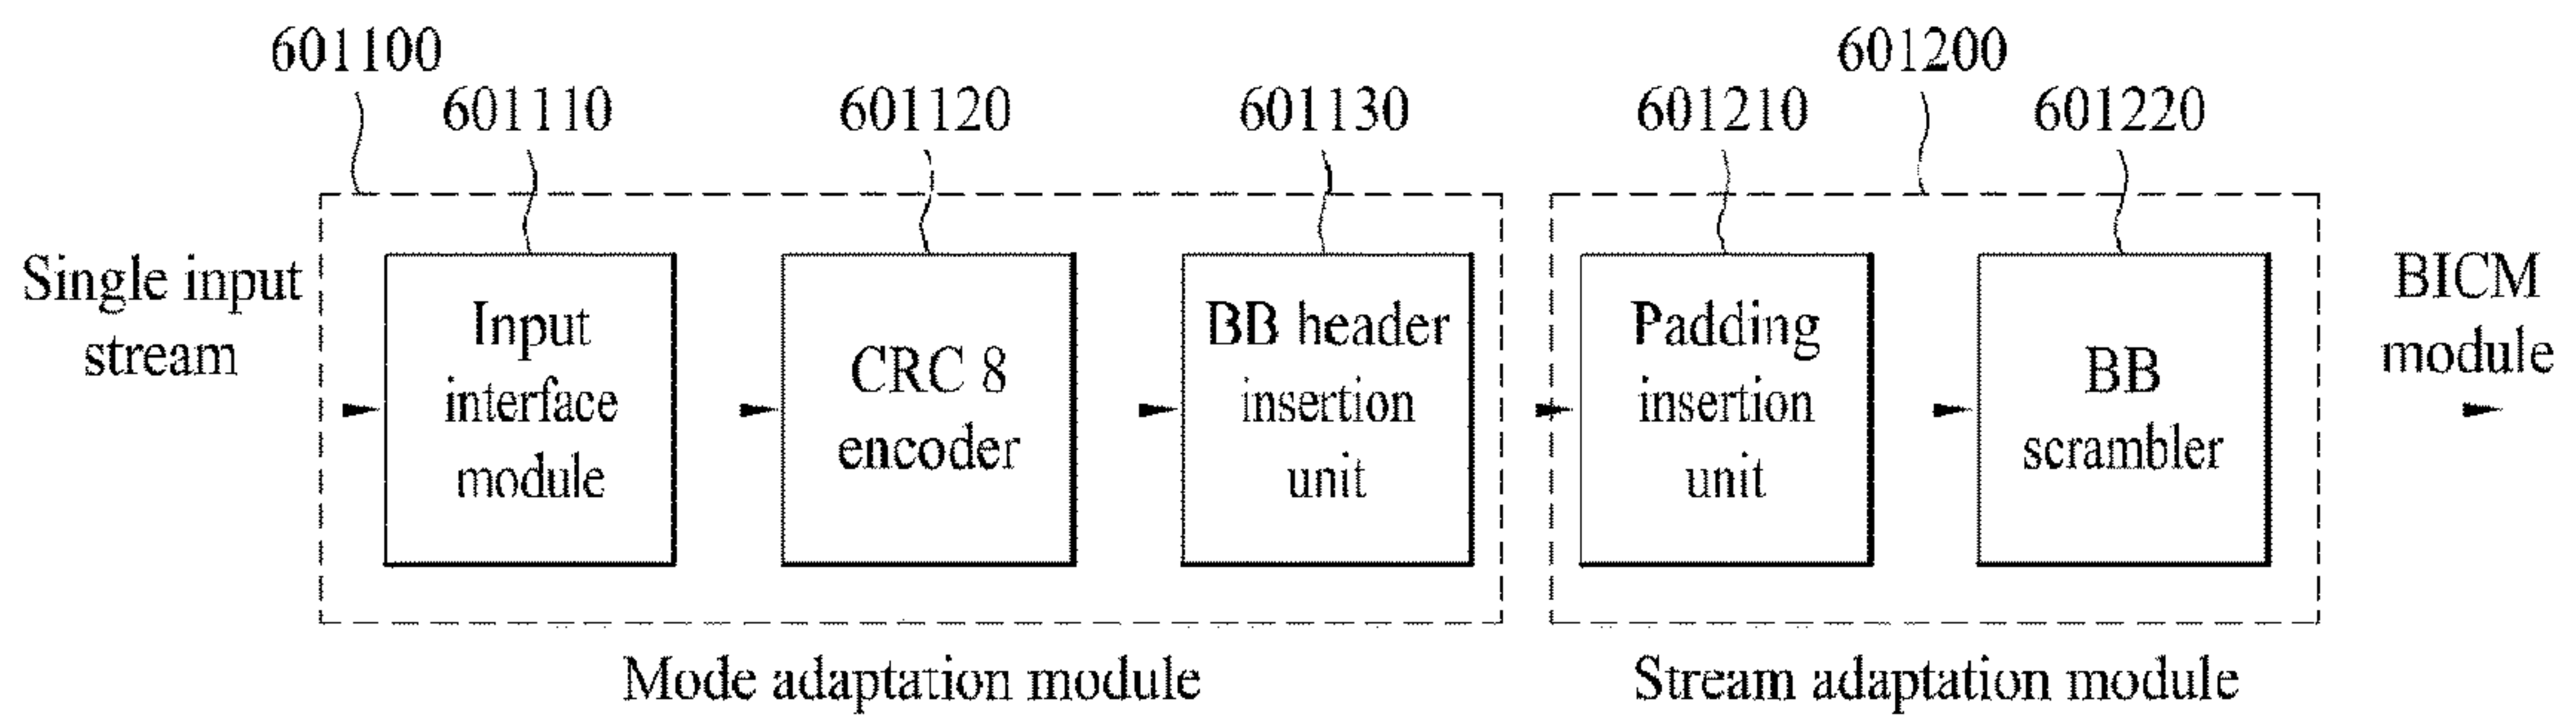 601100
601200
601110
601120
601130
601210
601220
Single input
stream
Input
interface
module
CRC 8
encoder
BB header
insertion
unit
Padding
insertion
unit
BB
scrambler
BICM
module
Mode adaptation module
Stream adaptation module